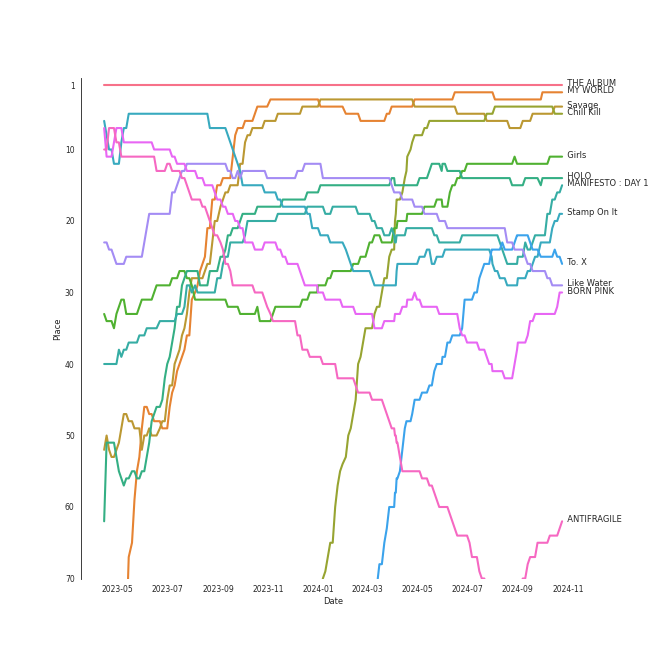 1
10
20
30
40
50
60
70
Place
2023-05
2023-07
2023-09
2023-11
2024-01
2024-03
2024-05
2024-07
2024-09
2024-11
Date
THE ALBUM
MY WORLD
Savage
Chill Kill
Girls
HOLO
MANIFESTO : DAY 1
Stamp On It
To. X
Like Water
BORN PINK
ANTIFRAGILE